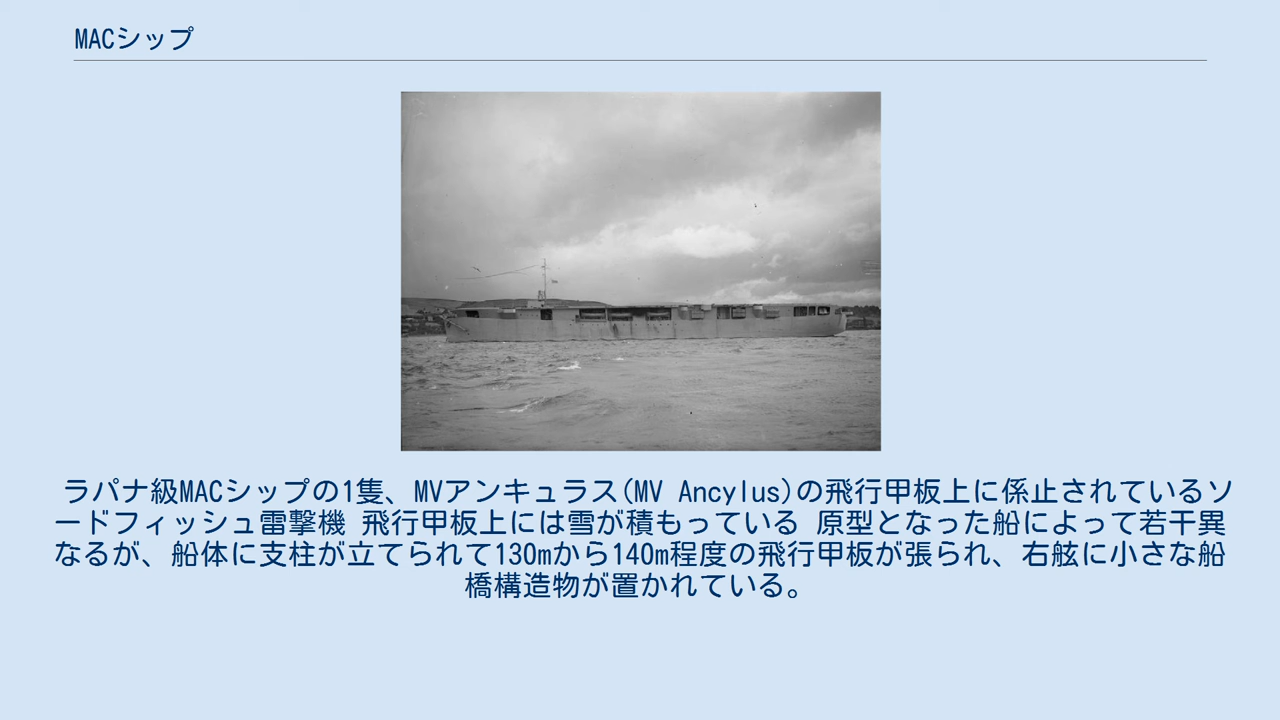 MACシップ
ラパナ級MACシップの1隻、MVアンキュラス(MV Ancylus)の飛行甲板上に係止されているソ
ードフィッシュ雷撃機 飛行甲板上には雪が積もっている 原型となった船によって若干異
なるが、船体に支柱が立てられて130mから140m程度の飛行甲板が張られ、右舷に小さな船
橋構造物が置かれている。